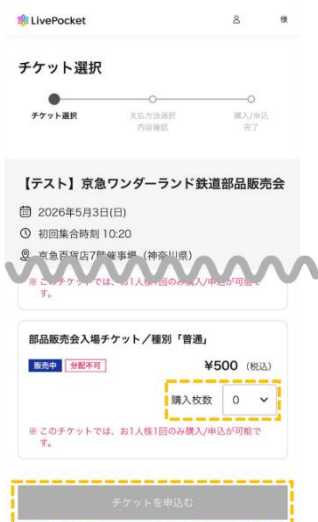 LivePocket 様
チケット選択
チケット選択 支払方法選択 内容確認 購入/申込 完了
【テスト】京急ワンダーランド鉄道部品販売会
2026年5月3日(日)
初回集合時刻 10:20
京急百貨店7階催事場（神奈川県）
※ このチケットでは、お1人様1回のみ購入/申込が可能で
す。
部品販売会入場チケット／種別「普通」
販売中 分配不可 ¥500 （税込）
購入枚数 0
※ このチケットでは、お1人様1回のみ購入/申込が可能で
す。
チケットを申込む